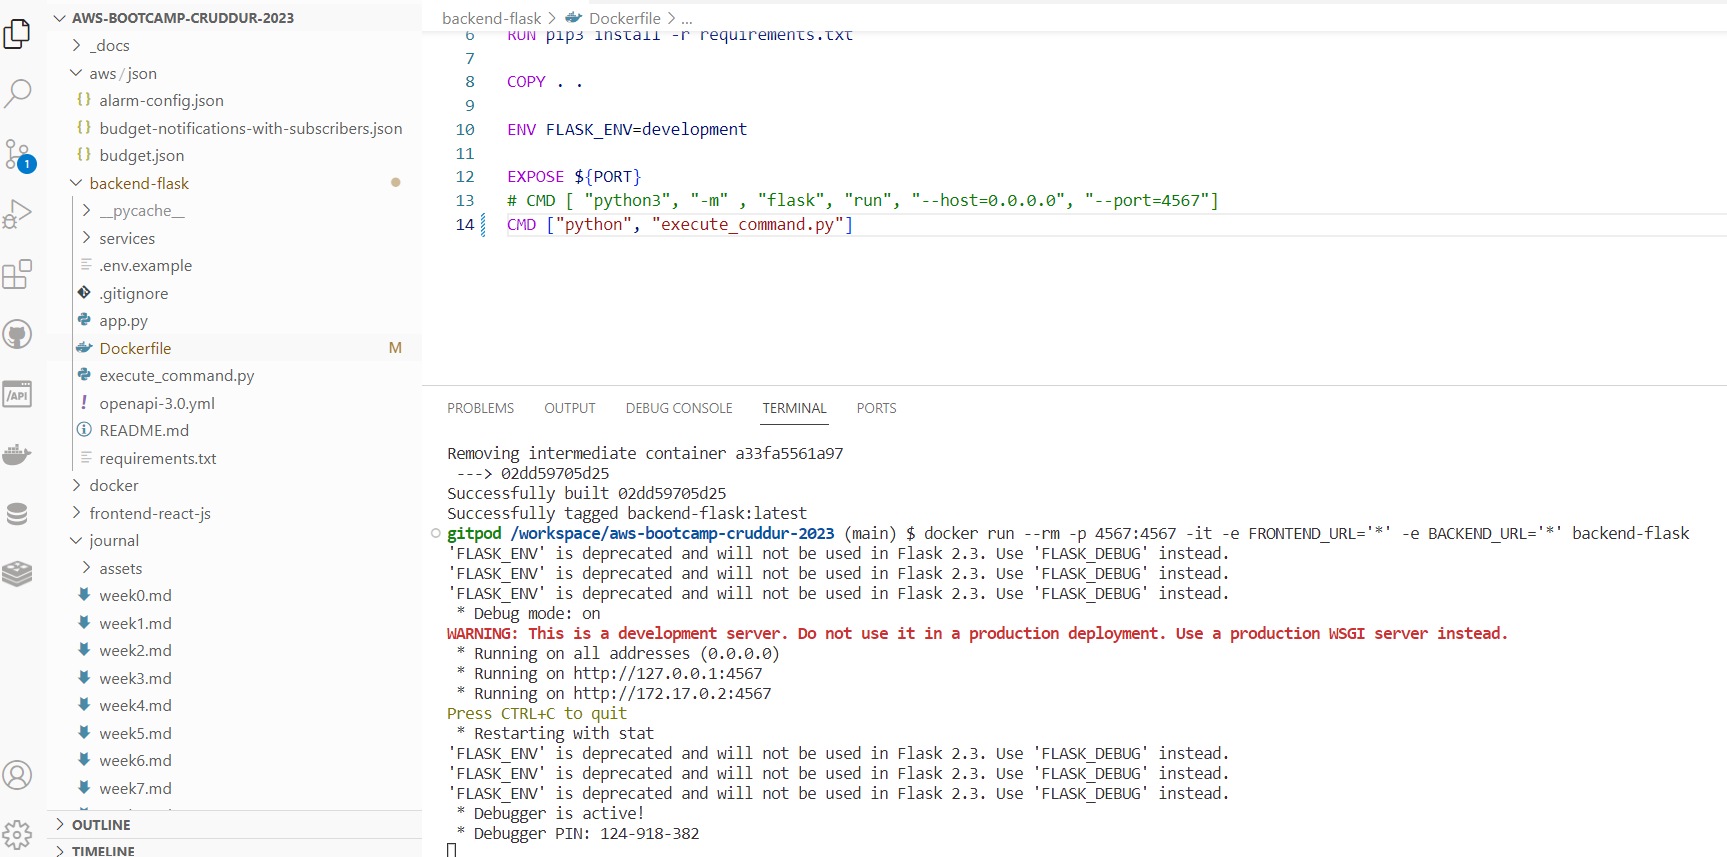 AWS-BOOTCAMP-CRUDDUR-2023
_docs
aws / json
{} alarm-config.json
{} budget-notifications-with-subscribers.json
{} budget.json
backend-flask
__pycache__
services
.env.example
.gitignore
app.py
Dockerfile M
execute_command.py
! openapi-3.0.yml
README.md
requirements.txt
docker
frontend-react-js
journal
assets
week0.md
week1.md
week2.md
week3.md
week4.md
week5.md
week6.md
week7.md
OUTLINE
TIMELINE
1
/API
backend-flask > Dockerfile > ...
6 RUN pip3 install -r requirements.txt
7
8 COPY . .
9
10 ENV FLASK_ENV=development
11
12 EXPOSE ${PORT}
13 # CMD [ "python3", "-m" , "flask", "run", "--host=0.0.0.0", "--port=4567"]
14 CMD ["python", "execute_command.py"]
PROBLEMS OUTPUT DEBUG CONSOLE TERMINAL PORTS
Removing intermediate container a33fa5561a97
---> 02dd59705d25
Successfully built 02dd59705d25
Successfully tagged backend-flask:latest
gitpod /workspace/aws-bootcamp-cruddur-2023 (main) $ docker run --rm -p 4567:4567 -it -e FRONTEND_URL='*' -e BACKEND_URL='*' backend-flask
'FLASK_ENV' is deprecated and will not be used in Flask 2.3. Use 'FLASK_DEBUG' instead.
'FLASK_ENV' is deprecated and will not be used in Flask 2.3. Use 'FLASK_DEBUG' instead.
'FLASK_ENV' is deprecated and will not be used in Flask 2.3. Use 'FLASK_DEBUG' instead.
* Debug mode: on
WARNING: This is a development server. Do not use it in a production deployment. Use a production WSGI server instead.
* Running on all addresses (0.0.0.0)
* Running on http://127.0.0.1:4567
* Running on http://172.17.0.2:4567
Press CTRL+C to quit
* Restarting with stat
'FLASK_ENV' is deprecated and will not be used in Flask 2.3. Use 'FLASK_DEBUG' instead.
'FLASK_ENV' is deprecated and will not be used in Flask 2.3. Use 'FLASK_DEBUG' instead.
'FLASK_ENV' is deprecated and will not be used in Flask 2.3. Use 'FLASK_DEBUG' instead.
* Debugger is active!
* Debugger PIN: 124-918-382